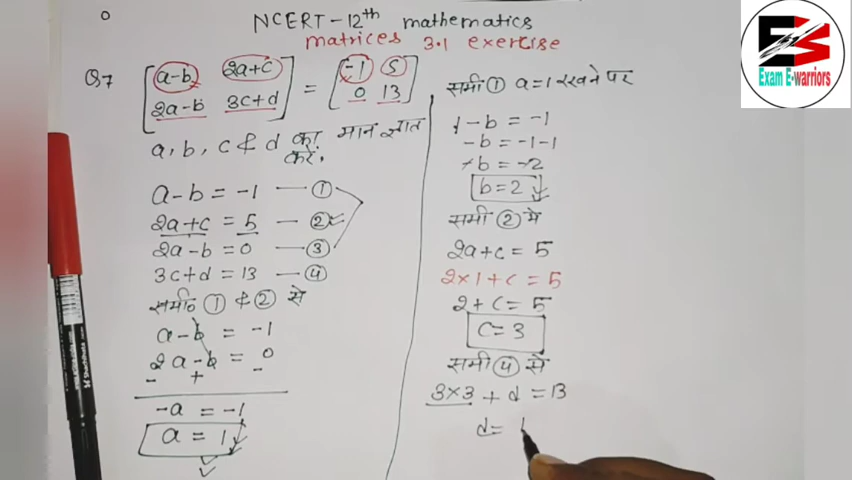 NCERT-12th mathematics
matrices 3.1 exercise
Exam E-warriors
Q7 [a-b 2a+c 2a-b 3c+d] = [-1 5 0 13]
a, b, c & d का मान ज्ञात
करें.
a-b = -1 — ①
2a+c = 5 — ②
2a-b = 0 — ③
3c+d = 13 — ④
समी० ① & ② से
a-b = -1
2a-b = 0
- + -
-a = -1
a = 1
समी ① a=1 रखने पर
1-b = -1
-b = -1-1
-b = -2
b=2
समी ② मे
2a+c = 5
2×1+c = 5
2+c = 5
c=3
समी ④ से
3×3 + d = 13
d= 1